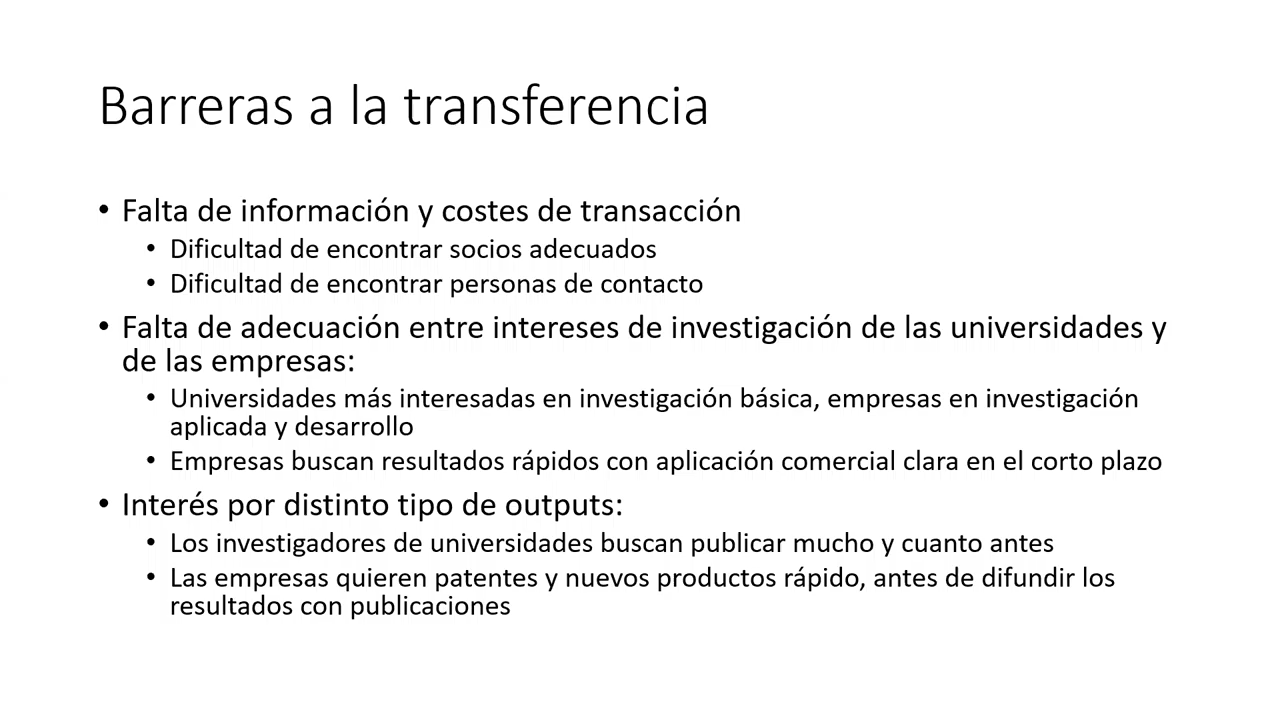 Barreras a la transferencia
• Falta de información y costes de transacción
• Dificultad de encontrar socios adecuados
• Dificultad de encontrar personas de contacto
• Falta de adecuación entre intereses de investigación de las universidades y
de las empresas:
• Universidades más interesadas en investigación básica, empresas en investigación
aplicada y desarrollo
• Empresas buscan resultados rápidos con aplicación comercial clara en el corto plazo
• Interés por distinto tipo de outputs:
• Los investigadores de universidades buscan publicar mucho y cuanto antes
• Las empresas quieren patentes y nuevos productos rápido, antes de difundir los
resultados con publicaciones